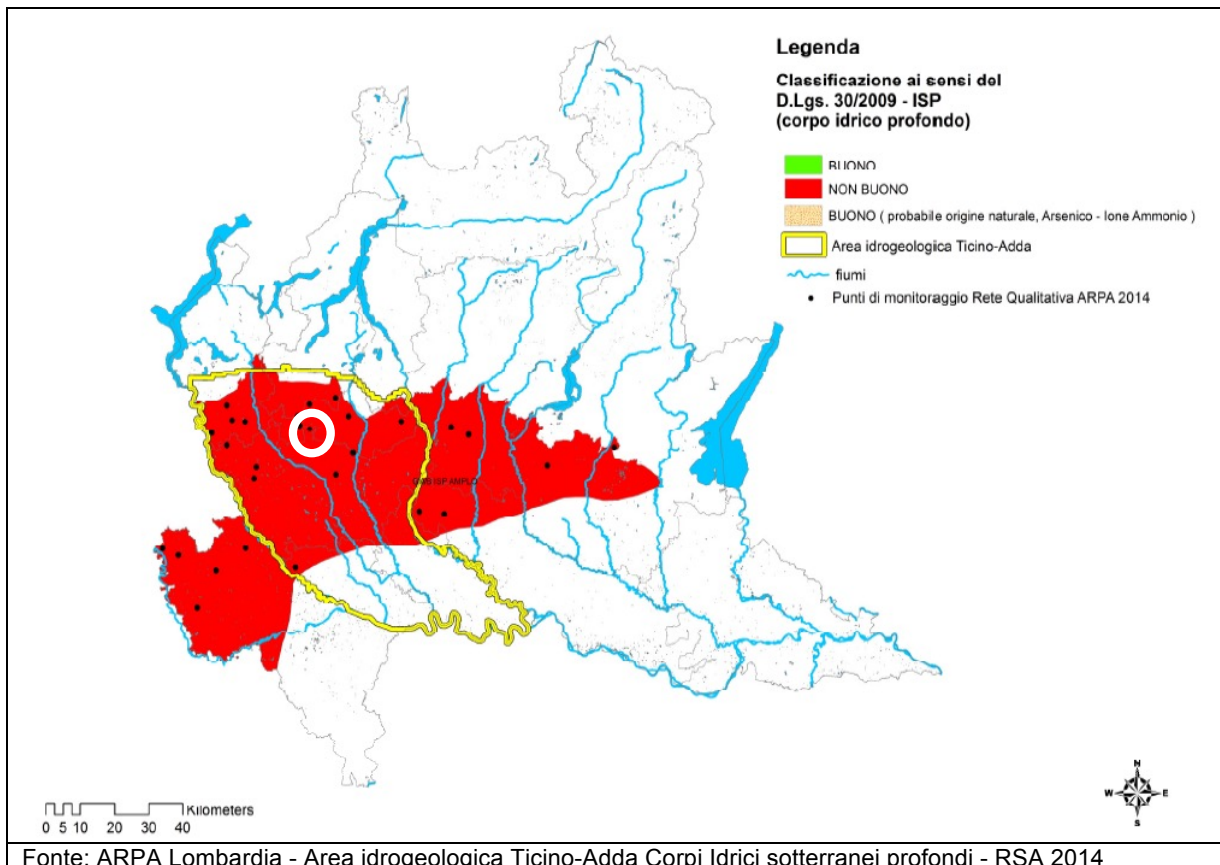 Legenda
Classificazione ai sensi del
D.Lgs. 30/2009 - ISP
(corpo idrico profondo)
BUONO
NON BUONO
BUONO ( probabile origine naturale, Arsenico - Ione Ammonio )
Area idrogeologica Ticino-Adda
fiumi
Punti di monitoraggio Rete Qualitativa ARPA 2014
ISP
N
W E
S
Kilometers
0 5 10 20 30 40
Fonte: ARPA Lombardia - Area idrogeologica Ticino-Adda Corpi Idrici sotterranei profondi - RSA 2014